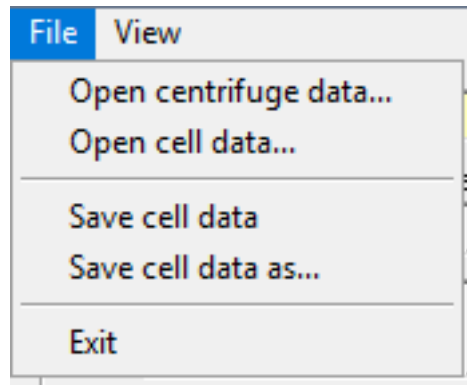 File View
Open centrifuge data...
Open cell data...
Save cell data
Save cell data as...
Exit